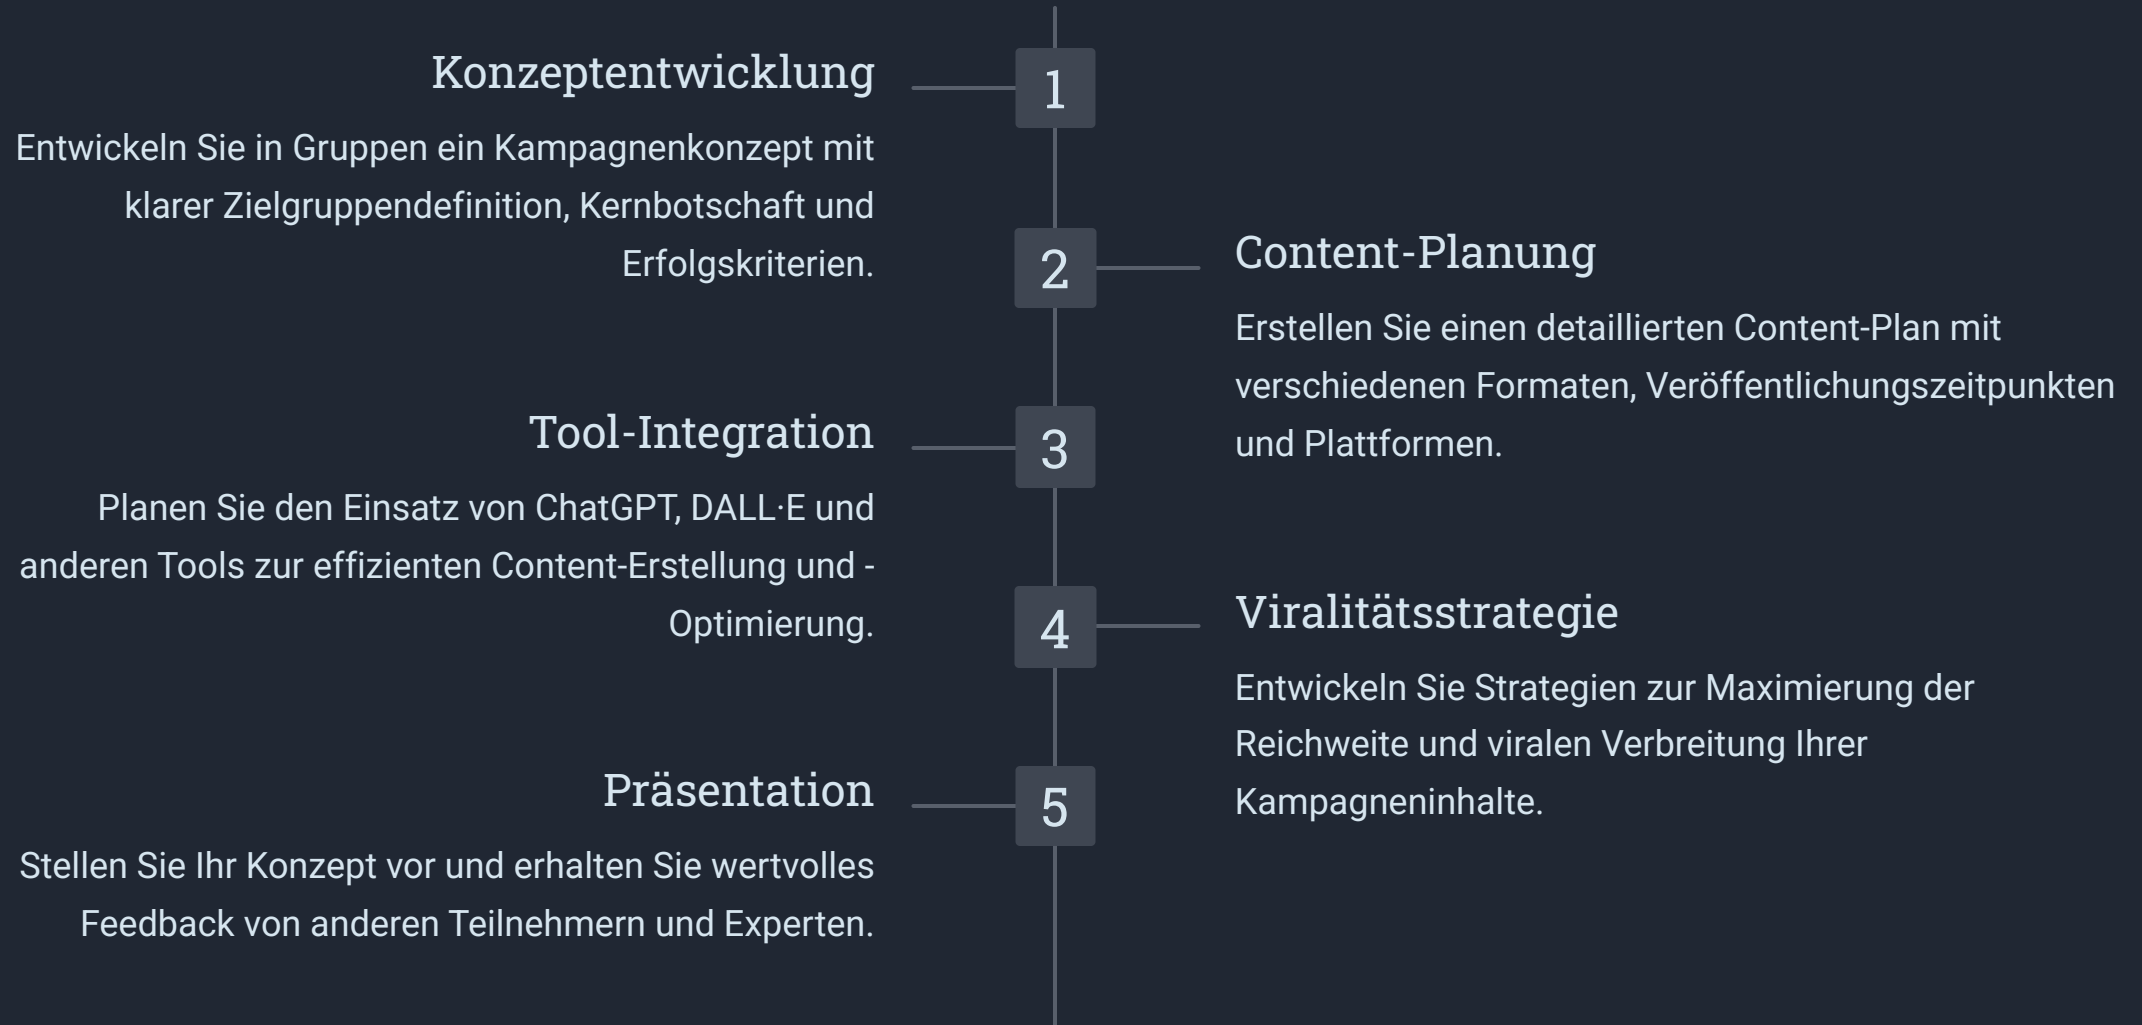 1
Konzeptentwicklung
Entwickeln Sie in Gruppen ein Kampagnenkonzept mit
klarer Zielgruppendefinition, Kernbotschaft und
Erfolgskriterien.
2
Content-Planung
Erstellen Sie einen detaillierten Content-Plan mit
verschiedenen Formaten, Veröffentlichungszeitpunkten
und Plattformen.
3
Tool-Integration
Planen Sie den Einsatz von ChatGPT, DALL·E und
anderen Tools zur effizienten Content-Erstellung und -
Optimierung.
4
Viralitätsstrategie
Entwickeln Sie Strategien zur Maximierung der
Reichweite und viralen Verbreitung Ihrer
Kampagneninhalte.
5
Präsentation
Stellen Sie Ihr Konzept vor und erhalten Sie wertvolles
Feedback von anderen Teilnehmern und Experten.